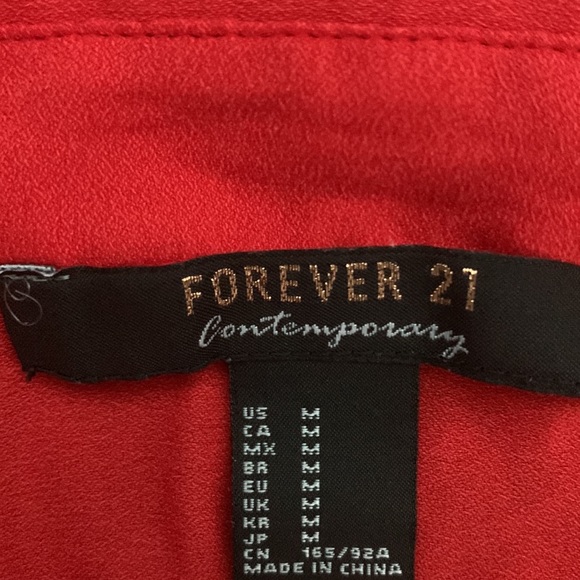 FOREVER 21
Contemporary
US M
CA M
MX M
BR M
EU M
UK M
KR M
JP M
CN 165/92A
MADE IN CHINA